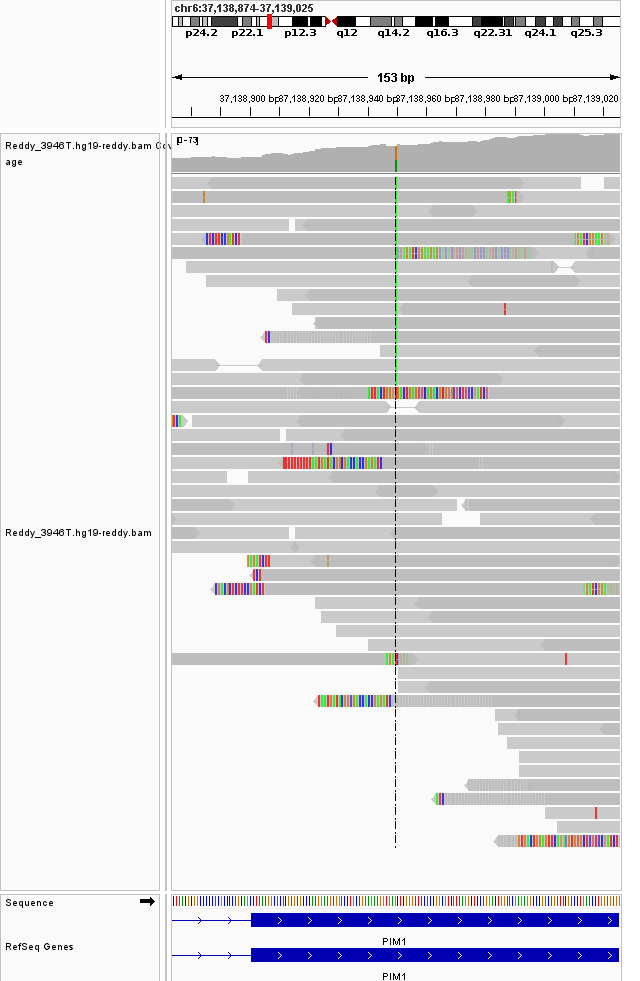 chr6:37,138,874-37,139,025
p24.2 p22.1 p12.3 q12 q14.2 q16.3 q22.31 q24.1 q25.3
153 bp
37,138,900 bp 37,138,920 bp 37,138,940 bp 37,138,960 bp 37,138,980 bp 37,139,000 bp 37,139,020
[0-73]
Reddy_3946T.hg19-reddy.bam Cov
age
Reddy_3946T.hg19-reddy.bam
Sequence
PIM1
RefSeq Genes
PIM1